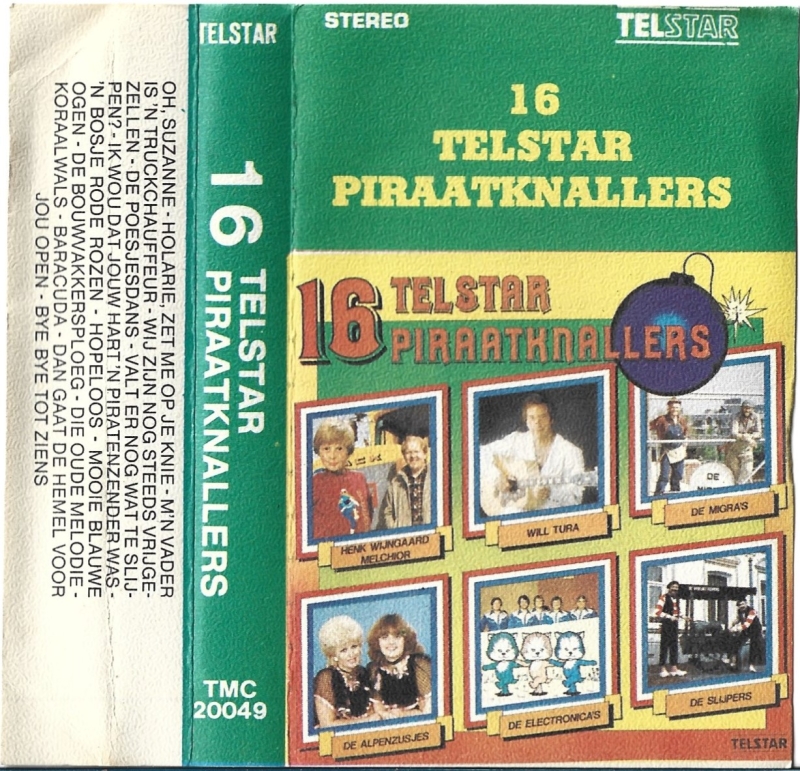 OH, SUZANNE - HOLARIE, ZET ME OP JE KNIE - M'N VADER
IS 'N TRUCKCHAUFFEUR - WIJ ZIJN NOG STEEDS VRIJGE-
ZELLEN - DE POESJESDANS - VALT ER NOG WAT TE SLIJ-
PEN? - IK WOU DAT JOUW HART 'N PIRATENZENDER WAS -
'N BOSJE RODE ROZEN - HOPELOOS - MOOIE BLAUWE
OGEN - DE BOUWVAKKERSPLOEG - DIE OUDE MELODIE -
KORAALWALS - BARACUDA - DAN GAAT DE HEMEL VOOR
JOU OPEN - BYE BYE TOT ZIENS
TELSTAR
16 TELSTAR
PIRAATKNALLERS
TMC
20049
STEREO
TELSTAR
16
TELSTAR
PIRAATKNALLERS
16 TELSTAR
PIRAATKNALLERS
HENK WIJNGAARD
MELCHIOR
WILL TURA
DE
DE MIGRA'S
DE ALPENZUSJES
DE ELECTRONICA'S
DE SLIJPERS
TELSTAR